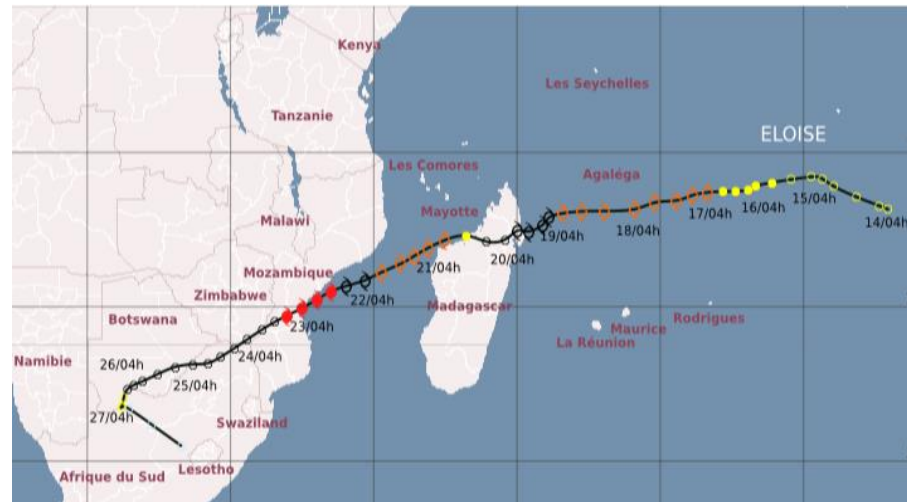 Kenya
Les Seychelles
Tanzanie
ELOISE
Les Comores
Agaléga
Mayotte
Malawi
17/04h
16/04h
15/04h
14/04h
18/04h
19/04h
20/04h
21/04h
Mozambique
22/04h
Zimbabwe
Madagascar
Botswana
23/04h
Rodrigues
Maurice
La Réunion
24/04h
Namibie
26/04h
25/04h
27/04h
Swaziland
Lesotho
Afrique du Sud